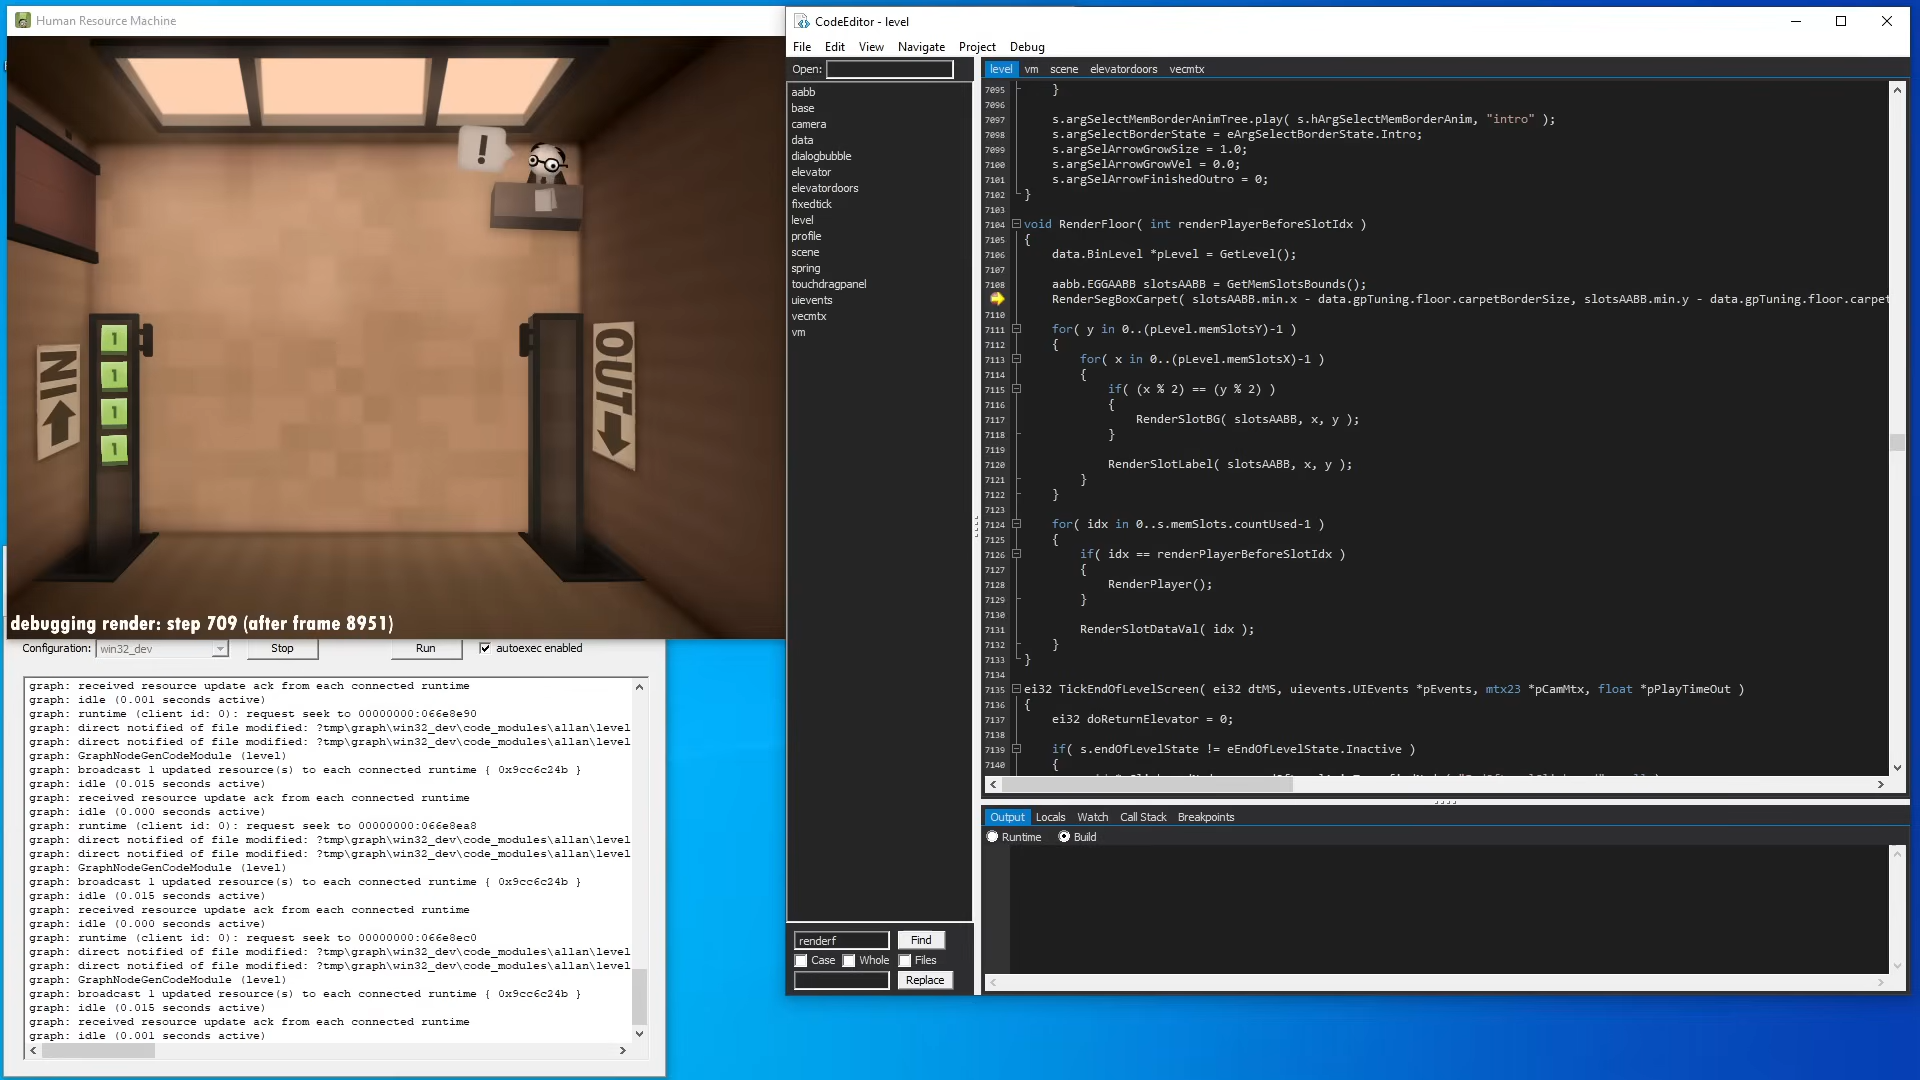 Human Resource Machine
!
IN
1
1
1
1
OUT
debugging render: step 709 (after frame 8951)
Configuration:
win32_dev
Stop
Run
autoexec enabled
graph: received resource update ack from each connected runtime
graph: idle (0.001 seconds active)
graph: runtime (client id: 0): request seek to 00000000:066e8e90
graph: direct notified of file modified: ?tmp\graph\win32_dev\code_modules\allan\level
graph: direct notified of file modified: ?tmp\graph\win32_dev\code_modules\allan\level
graph: GraphNodeGenCodeModule (level)
graph: broadcast 1 updated resource(s) to each connected runtime { 0x9cc6c24b }
graph: idle (0.015 seconds active)
graph: received resource update ack from each connected runtime
graph: idle (0.000 seconds active)
graph: runtime (client id: 0): request seek to 00000000:066e8ea8
graph: direct notified of file modified: ?tmp\graph\win32_dev\code_modules\allan\level
graph: direct notified of file modified: ?tmp\graph\win32_dev\code_modules\allan\level
graph: GraphNodeGenCodeModule (level)
graph: broadcast 1 updated resource(s) to each connected runtime { 0x9cc6c24b }
graph: idle (0.015 seconds active)
graph: received resource update ack from each connected runtime
graph: idle (0.000 seconds active)
graph: runtime (client id: 0): request seek to 00000000:066e8ec0
graph: direct notified of file modified: ?tmp\graph\win32_dev\code_modules\allan\level
graph: direct notified of file modified: ?tmp\graph\win32_dev\code_modules\allan\level
graph: GraphNodeGenCodeModule (level)
graph: broadcast 1 updated resource(s) to each connected runtime { 0x9cc6c24b }
graph: idle (0.015 seconds active)
graph: received resource update ack from each connected runtime
graph: idle (0.001 seconds active)
CodeEditor - level
File Edit View Navigate Project Debug
Open:
aabb
base
camera
data
dialogbubble
elevator
elevatordoors
fixedtick
level
profile
scene
spring
touchdragpanel
uievents
vecmtx
vm
renderf
Find
Case Whole Files
Replace
level vm scene elevatordoors vecmtx
7095 }
7096
7097 s.argSelectMemBorderAnimTree.play( s.hArgSelectMemBorderAnim, "intro" );
7098 s.argSelectBorderState = eArgSelectBorderState.Intro;
7099 s.argSelArrowGrowSize = 1.0;
7100 s.argSelArrowGrowVel = 0.0;
7101 s.argSelArrowFinishedOutro = 0;
7102 }
7103
7104 void RenderFloor( int renderPlayerBeforeSlotIdx )
7105 {
7106 data.BinLevel *pLevel = GetLevel();
7107
7108 aabb.EGGAABB slotsAABB = GetMemSlotsBounds();
RenderSegBoxCarpet( slotsAABB.min.x - data.gpTuning.floor.carpetBorderSize, slotsAABB.min.y - data.gpTuning.floor.carpet
7110
7111 for( y in 0..(pLevel.memSlotsY)-1 )
7112 {
7113 for( x in 0..(pLevel.memSlotsX)-1 )
7114 {
7115 if( (x % 2) == (y % 2) )
7116 {
7117 RenderSlotBG( slotsAABB, x, y );
7118 }
7119
7120 RenderSlotLabel( slotsAABB, x, y );
7121 }
7122 }
7123
7124 for( idx in 0..s.memSlots.countUsed-1 )
7125 {
7126 if( idx == renderPlayerBeforeSlotIdx )
7127 {
7128 RenderPlayer();
7129 }
7130
7131 RenderSlotDataVal( idx );
7132 }
7133 }
7134
7135 ei32 TickEndOfLevelScreen( ei32 dtMS, uievents.UIEvents *pEvents, mtx23 *pCamMtx, float *pPlayTimeOut )
7136 {
7137 ei32 doReturnElevator = 0;
7138
7139 if( s.endOfLevelState != eEndOfLevelState.Inactive )
7140 {
Output Locals Watch Call Stack Breakpoints
Runtime Build